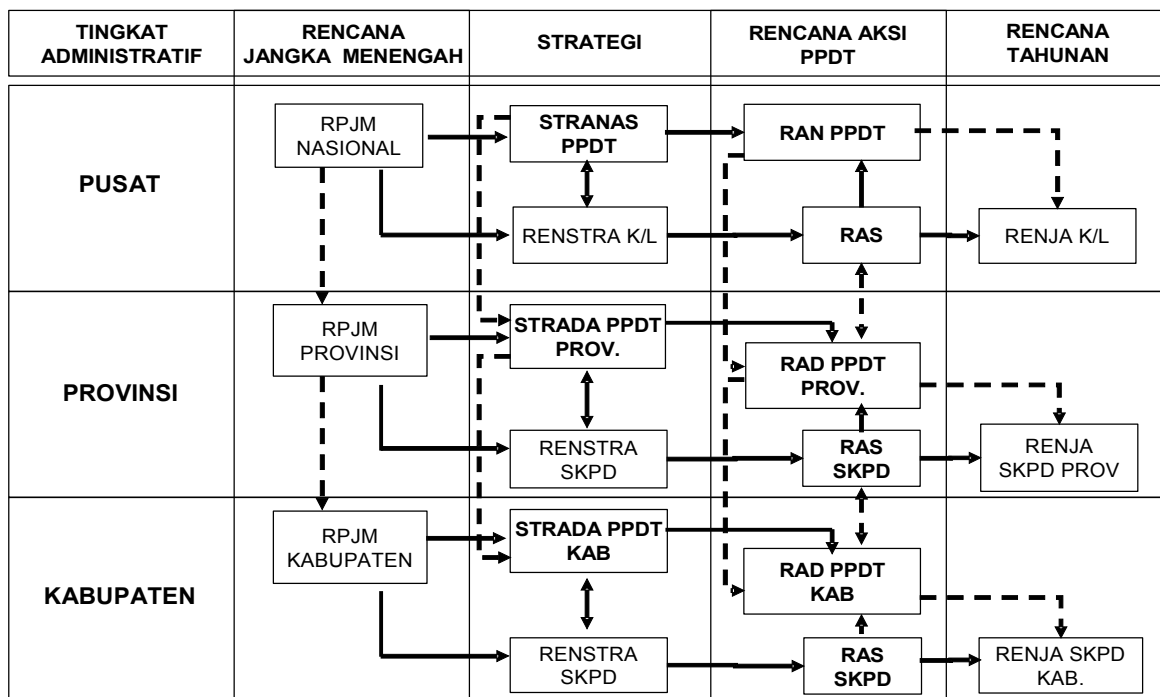 TINGKAT
ADMINISTRATIF
RENCANA
JANGKA MENENGAH
STRATEGI
RENCANA AKSI
PPDT
RENCANA
TAHUNAN
PUSAT
RPJM
NASIONAL
STRANAS
PPDT
RAN PPDT
RENSTRA K/L
RAS
RENJA K/L
PROVINSI
RPJM
PROVINSI
STRADA PPDT
PROV.
RAD PPDT
PROV.
RENSTRA
SKPD
RAS
SKPD
RENJA
SKPD PROV
KABUPATEN
RPJM
KABUPATEN
STRADA PPDT
KAB
RAD PPDT
KAB
RENSTRA
SKPD
RAS
SKPD
RENJA SKPD
KAB.